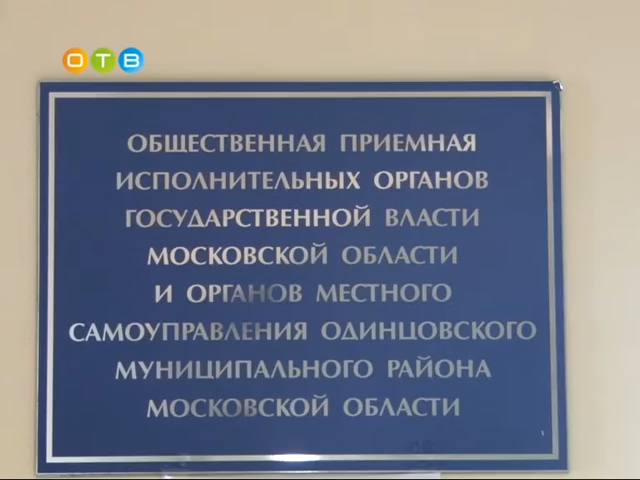 ОТВ
ОБЩЕСТВЕННАЯ ПРИЕМНАЯ
ИСПОЛНИТЕЛЬНЫХ ОРГАНОВ
ГОСУДАРСТВЕННОЙ ВЛАСТИ
МОСКОВСКОЙ ОБЛАСТИ
И ОРГАНОВ МЕСТНОГО
САМОУПРАВЛЕНИЯ ОДИНЦОВСКОГО
МУНИЦИПАЛЬНОГО РАЙОНА
МОСКОВСКОЙ ОБЛАСТИ